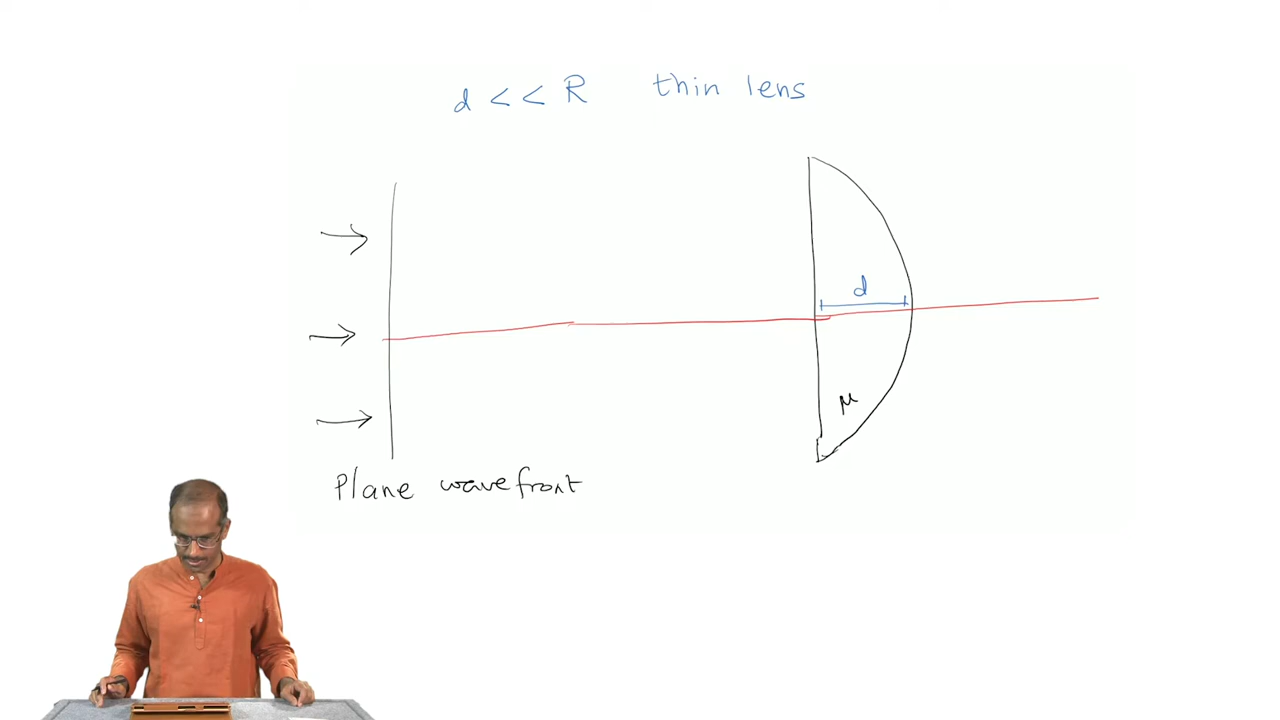 d << R thin lens
d
μ
Plane wavefront